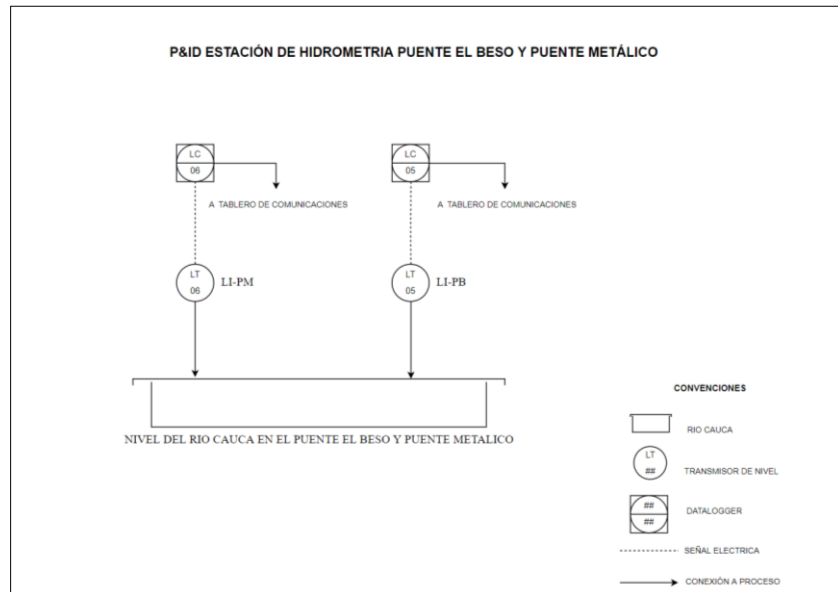 P&ID ESTACIÓN DE HIDROMETRIA PUENTE EL BESO Y PUENTE METÁLICO
LC
06
LC
05
A TABLERO DE COMUNICACIONES
A TABLERO DE COMUNICACIONES
LT
06
LI-PM
LT
05
LI-PB
NIVEL DEL RIO CAUCA EN EL PUENTE EL BESO Y PUENTE METALICO
CONVENCIONES
RIO CAUCA
LT
##
TRANSMISOR DE NIVEL
##
##
DATALOGGER
SEÑAL ELECTRICA
CONEXIÓN A PROCESO